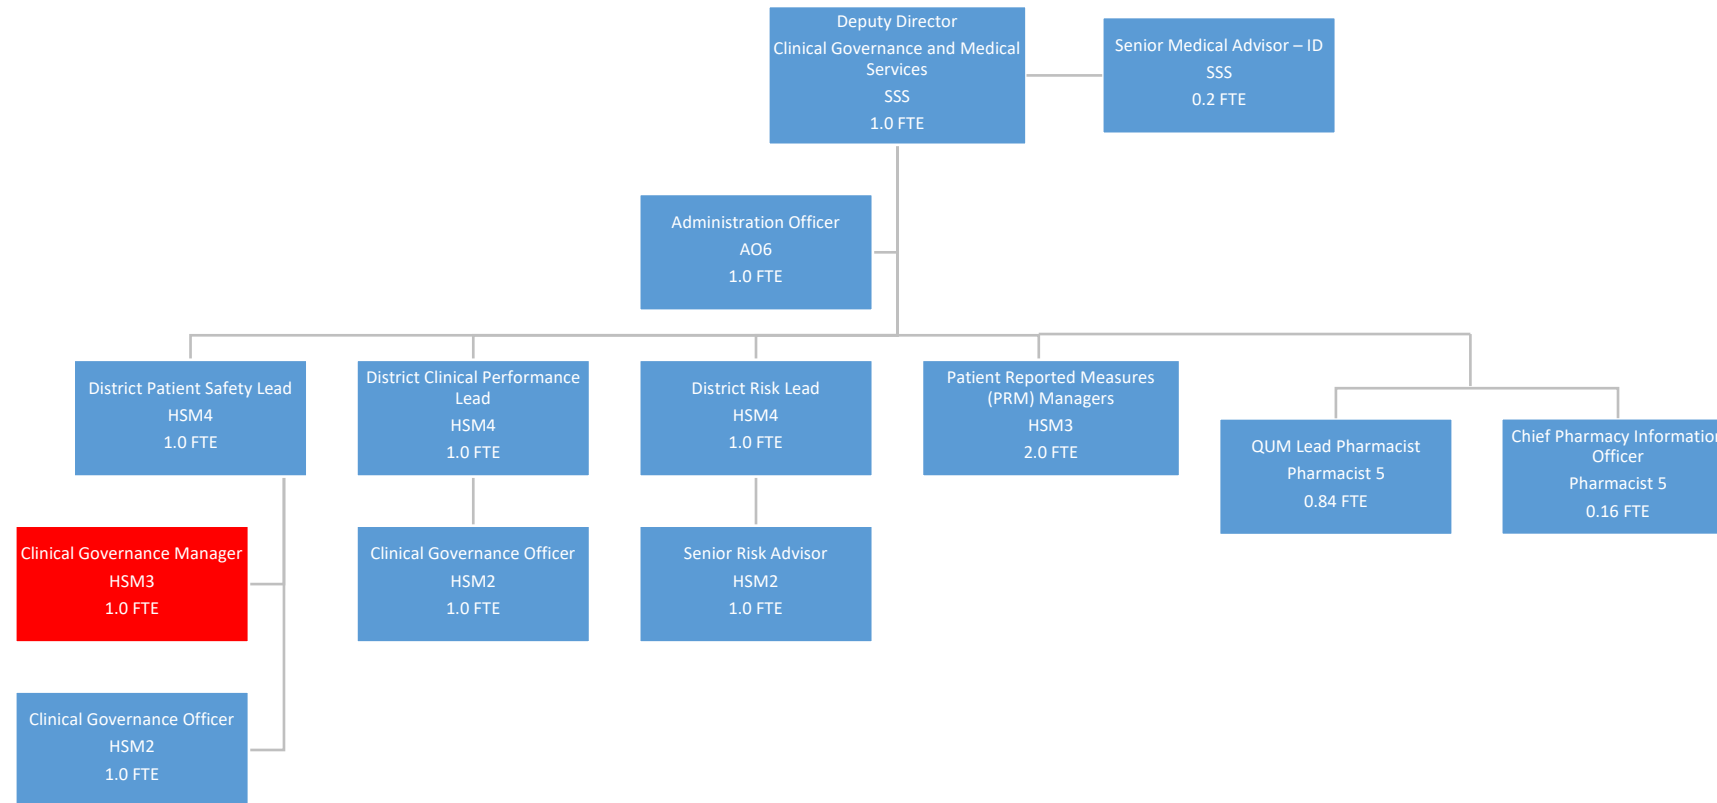 Deputy Director
Clinical Governance and Medical
Services
SSS
1.0 FTE
Senior Medical Advisor – ID
SSS
0.2 FTE
Administration Officer
AO6
1.0 FTE
District Patient Safety Lead
HSM4
1.0 FTE
District Clinical Performance
Lead
HSM4
1.0 FTE
District Risk Lead
HSM4
1.0 FTE
Patient Reported Measures
(PRM) Managers
HSM3
2.0 FTE
QUM Lead Pharmacist
Pharmacist 5
0.84 FTE
Chief Pharmacy Information
Officer
Pharmacist 5
0.16 FTE
Clinical Governance Manager
HSM3
1.0 FTE
Clinical Governance Officer
HSM2
1.0 FTE
Senior Risk Advisor
HSM2
1.0 FTE
Clinical Governance Officer
HSM2
1.0 FTE